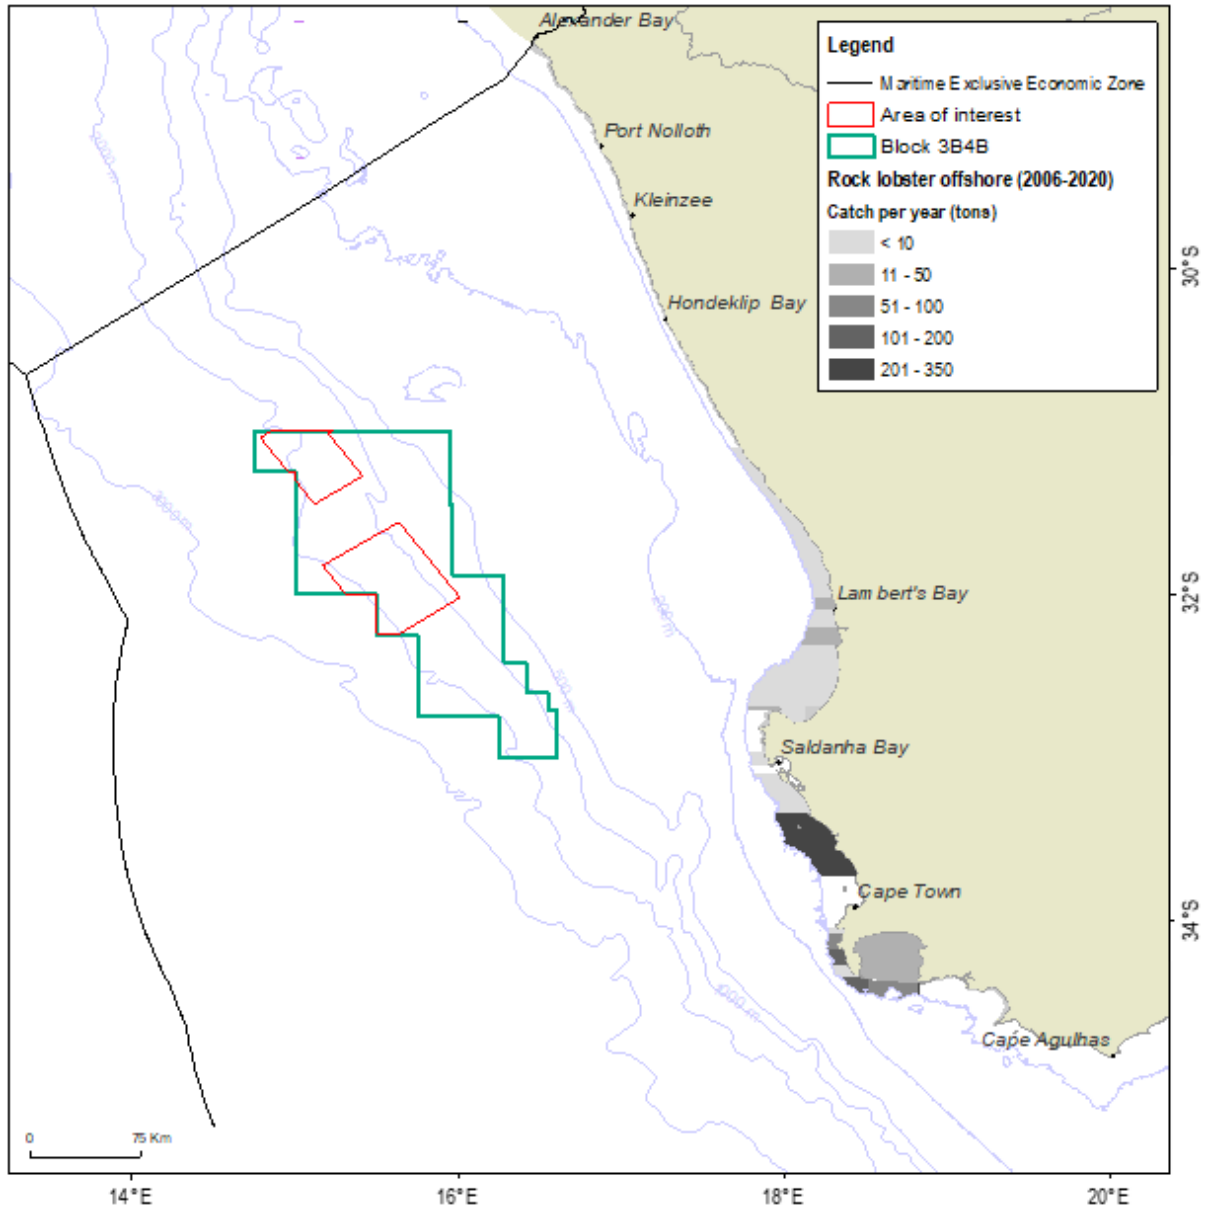 Alexander Bay
Port Nolloth
Kleinzee
Hondeklip Bay
Lambert's Bay
Saldanha Bay
Cape Town
Cape Agulhas
Legend
Maritime Exclusive Economic Zone
Area of interest
Block 3B4B
Rock lobster offshore (2006-2020)
Catch per year (tons)
< 10
11 - 50
51 - 100
101 - 200
201 - 350
200 m
500 m
0 75 Km
30°S
32°S
34°S
14°E
16°E
18°E
20°E